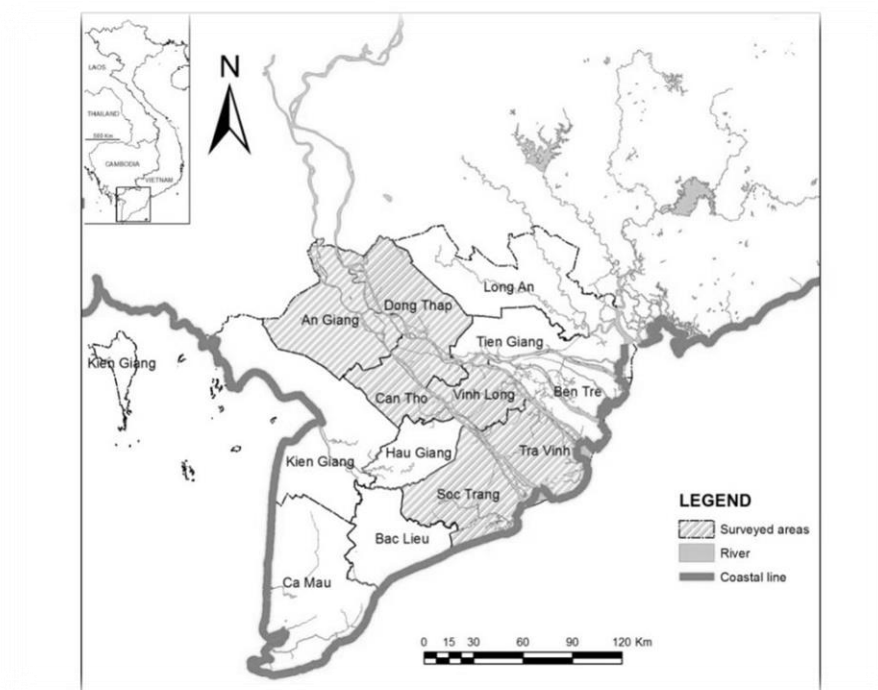 LAOS
THAILAND
500 Km
CAMBODIA
VIETNAM
N
Long An
Dong Thap
An Giang
Tien Giang
Kien Giang
Can Tho
Vinh Long
Ben Tre
Hau Giang
Tra Vinh
Kien Giang
Soc Trang
Bac Lieu
Ca Mau
LEGEND
Surveyed areas
River
Coastal line
0 15 30 60 90 120 Km